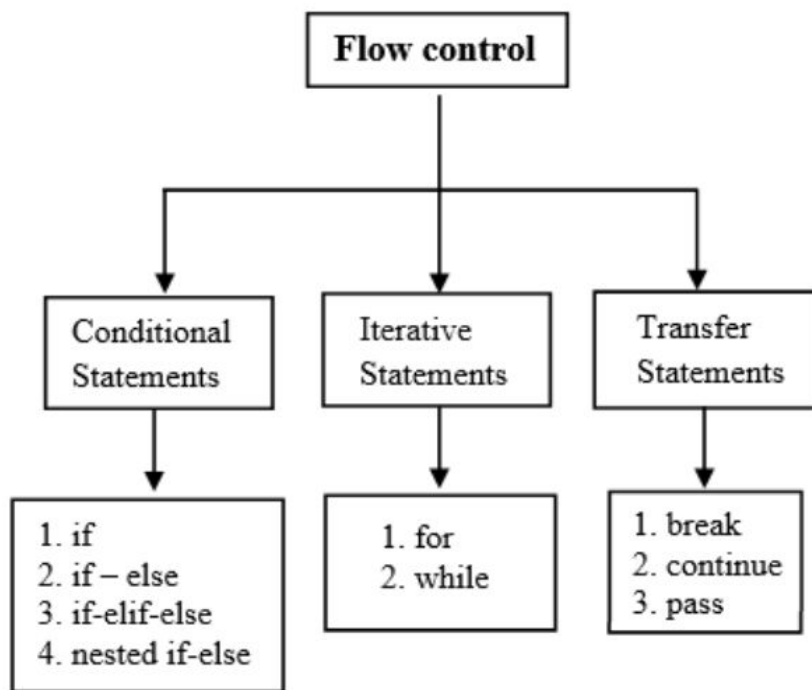 Flow control
Conditional
Statements
Iterative
Statements
Transfer
Statements
1. if
2. if – else
3. if-elif-else
4. nested if-else
1. for
2. while
1. break
2. continue
3. pass